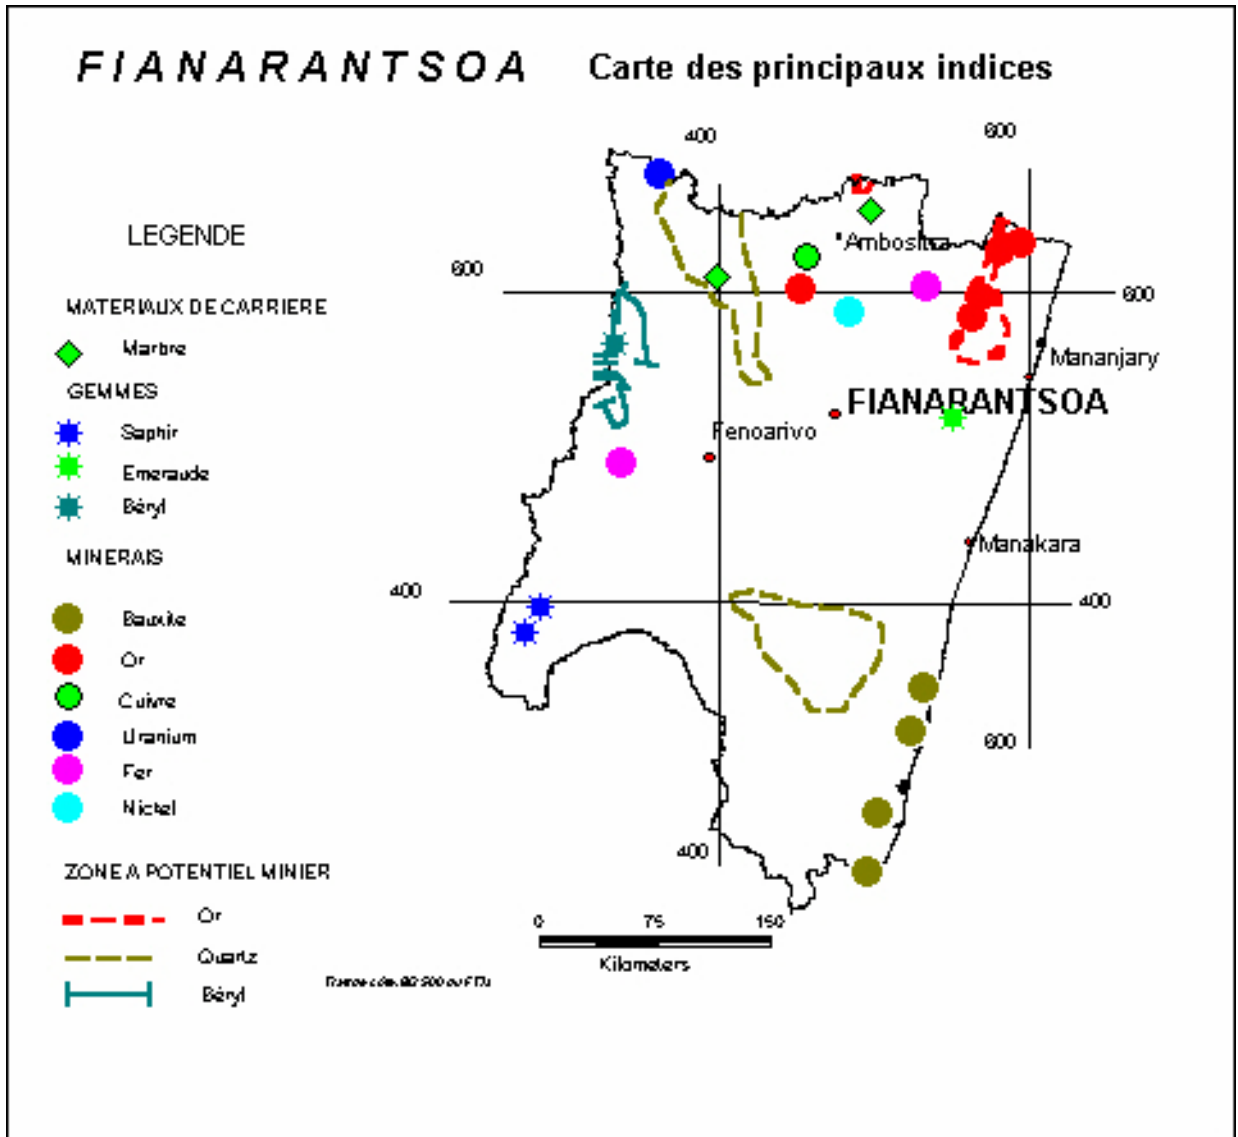 FIANARANTSOA Carte des principaux indices
400
600
LEGENDE
*Ambositra
600
600
MATERIAUX DE CARRIERE
Marbre
Mananjary
GEMMES
FIANARANTSOA
Saphir
Fenoarivo
Emeraude
Béryl
Manakara
MINERAIS
400
400
Bauxite
Or
Cuivre
Uranium
600
Fer
Nickel
400
ZONE A POTENTIEL MINIER
Or
0 75 150
Quartz
Kilometers
Béryl